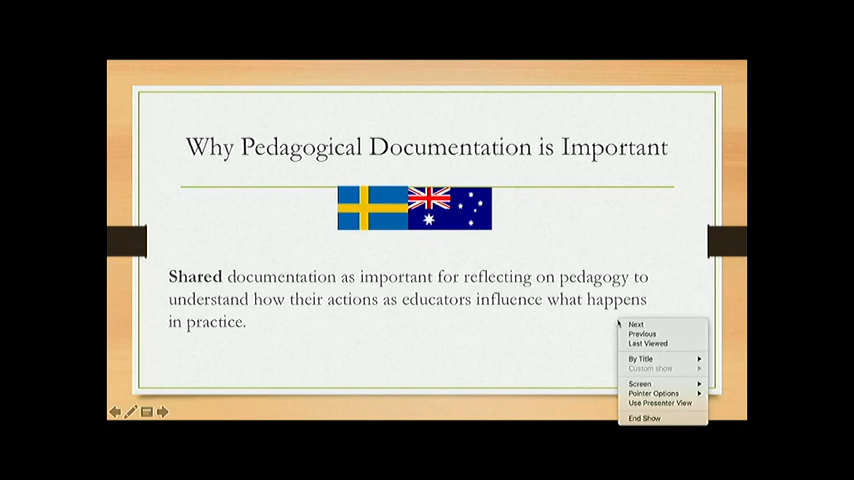 Why Pedagogical Documentation is Important
Shared documentation as important for reflecting on pedagogy to
understand how their actions as educators influence what happens
in practice.
Next
Previous
Last Viewed
By Title
Custom show
Screen
Pointer Options
Use Presenter View
End Show